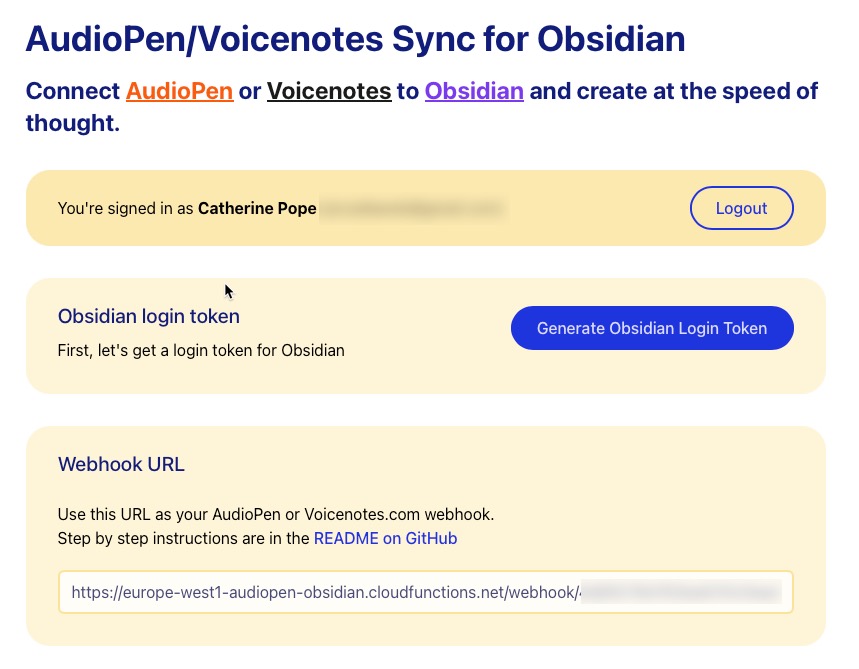 AudioPen/Voicenotes Sync for Obsidian
Connect AudioPen or Voicenotes to Obsidian and create at the speed of
thought.
You're signed in as Catherine Pope
Logout
Obsidian login token
First, let's get a login token for Obsidian
Generate Obsidian Login Token
Webhook URL
Use this URL as your AudioPen or Voicenotes.com webhook.
Step by step instructions are in the README on GitHub
https://europe-west1-audiopen-obsidian.cloudfunctions.net/webhook/